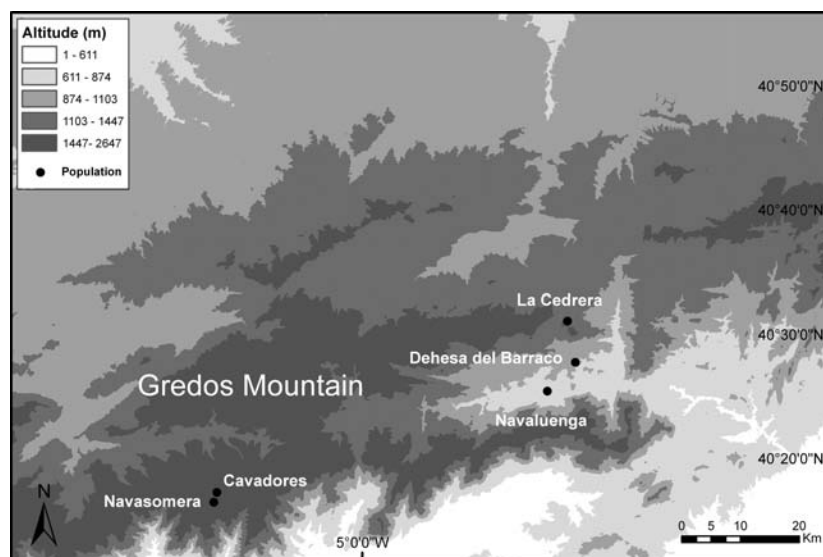 Altitude (m)
1 - 611
611 - 874
874 - 1103
1103 - 1447
1447- 2647
Population
40°50'0"N
40°40'0"N
La Cedrera
40°30'0"N
Dehesa del Barraco
Gredos Mountain
Navaluenga
40°20'0"N
Cavadores
N
Navasomera
5°0'0"W
0 5 10 20
Km